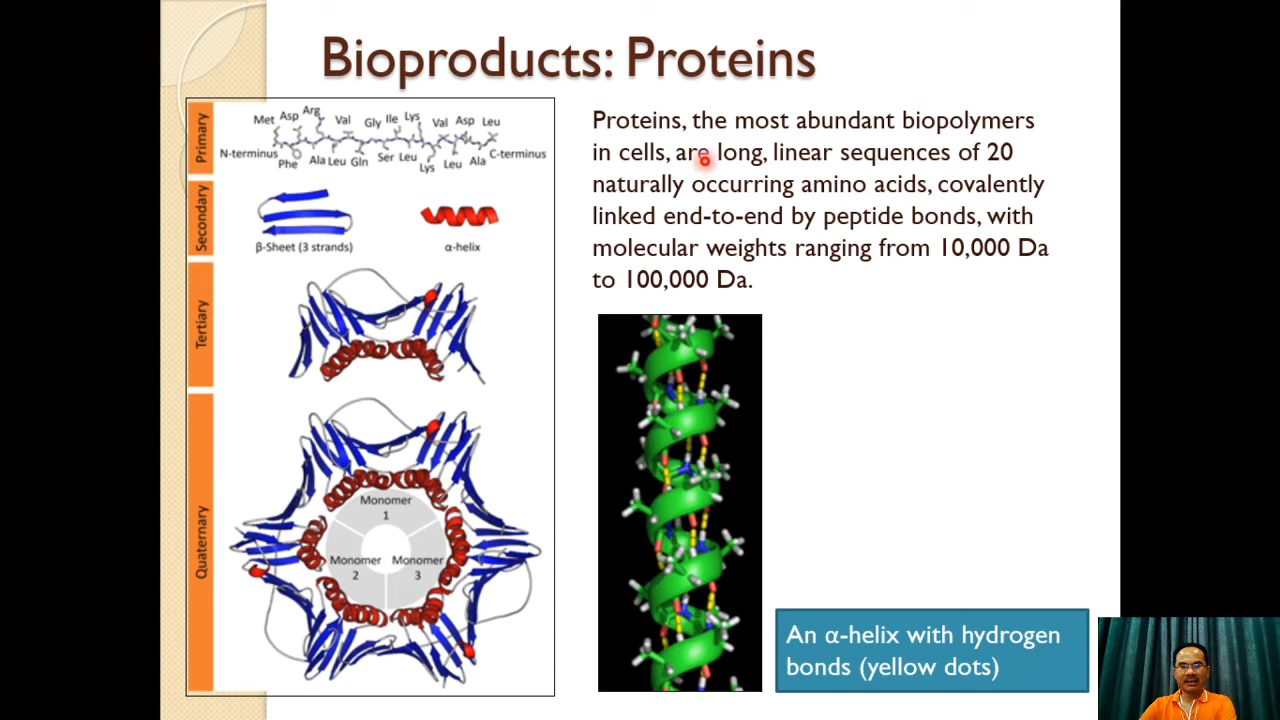 Bioproducts: Proteins
Primary
Met Asp Arg Val Gly Ile Lys Val Asp Leu
N-terminus C-terminus
Phe Ala Leu Gln Ser Leu Lys Leu Ala
Secondary
β-Sheet (3 strands) α-helix
Tertiary
Quaternary
Monomer
1
Monomer Monomer
2 3
Proteins, the most abundant biopolymers
in cells, are long, linear sequences of 20
naturally occurring amino acids, covalently
linked end-to-end by peptide bonds, with
molecular weights ranging from 10,000 Da
to 100,000 Da.
An α-helix with hydrogen
bonds (yellow dots)